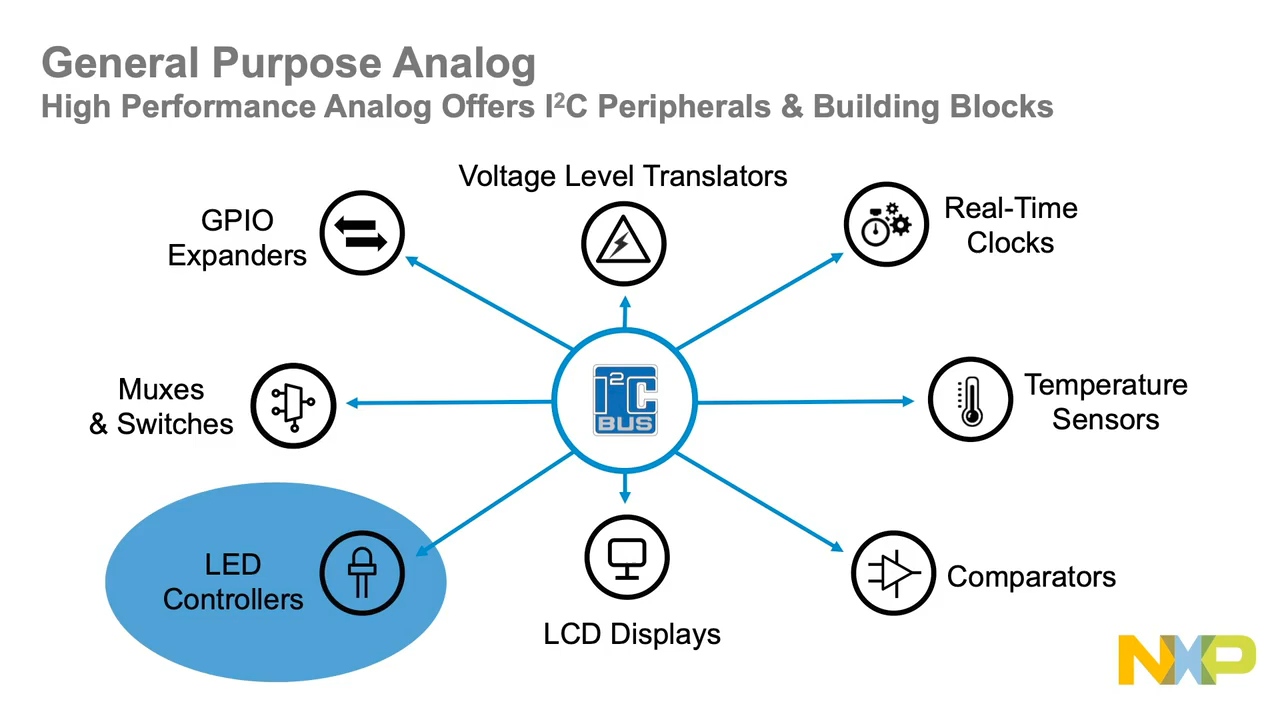 General Purpose Analog
High Performance Analog Offers I²C Peripherals & Building Blocks
Voltage Level Translators
GPIO
Expanders
Real-Time
Clocks
Muxes
& Switches
I²C
BUS
Temperature
Sensors
LED
Controllers
LCD Displays
Comparators
NXP